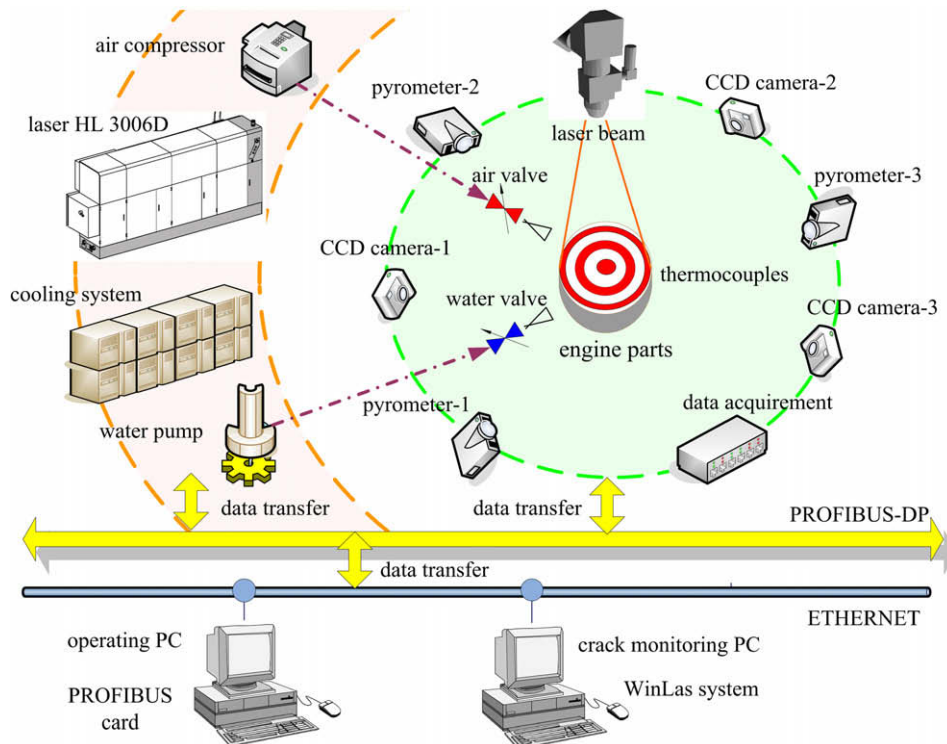 air compressor
laser HL 3006D
cooling system
water pump
pyrometer-2
laser beam
CCD camera-2
air valve
pyrometer-3
CCD camera-1
thermocouples
water valve
CCD camera-3
engine parts
pyrometer-1
data acquirement
data transfer
data transfer
PROFIBUS-DP
data transfer
ETHERNET
operating PC
PROFIBUS
card
crack monitoring PC
WinLas system